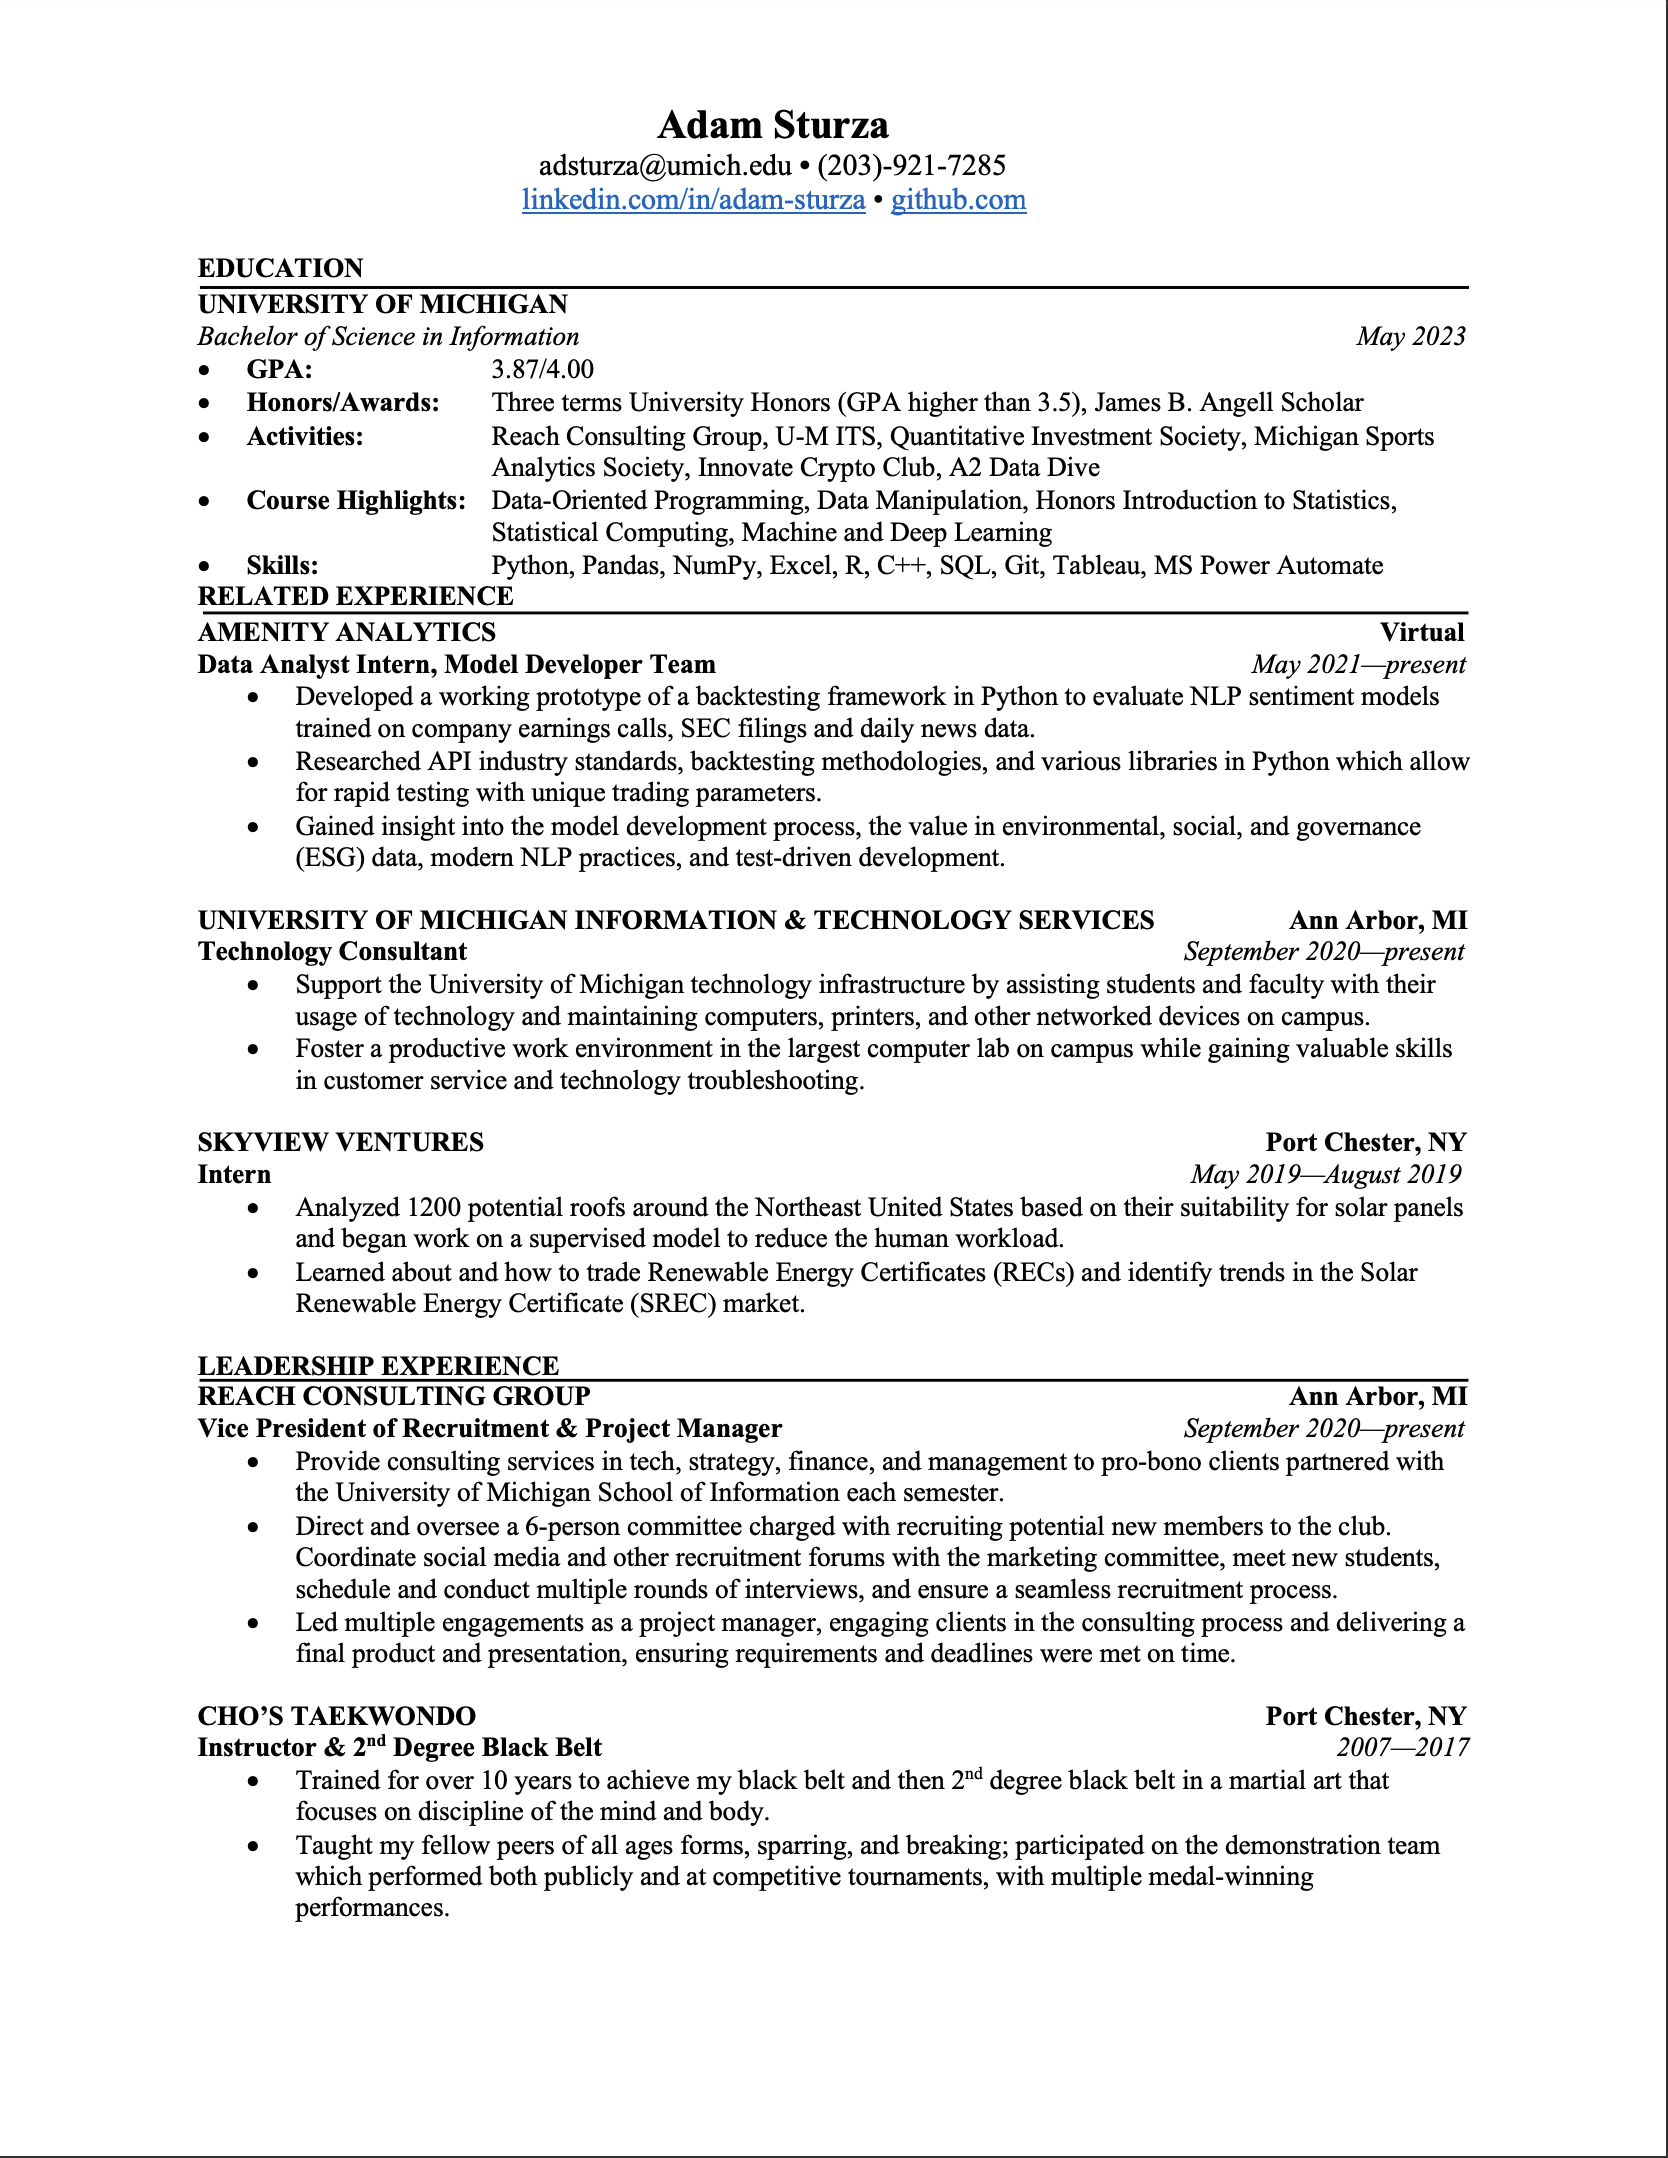 Adam Sturza
adsturza@umich.edu • (203)-921-7285
linkedin.com/in/adam-sturza • github.com
EDUCATION
UNIVERSITY OF MICHIGAN
Bachelor of Science in Information May 2023
• GPA: 3.87/4.00
• Honors/Awards: Three terms University Honors (GPA higher than 3.5), James B. Angell Scholar
• Activities: Reach Consulting Group, U-M ITS, Quantitative Investment Society, Michigan Sports
Analytics Society, Innovate Crypto Club, A2 Data Dive
• Course Highlights: Data-Oriented Programming, Data Manipulation, Honors Introduction to Statistics,
Statistical Computing, Machine and Deep Learning
• Skills: Python, Pandas, NumPy, Excel, R, C++, SQL, Git, Tableau, MS Power Automate
RELATED EXPERIENCE
AMENITY ANALYTICS Virtual
Data Analyst Intern, Model Developer Team May 2021—present
• Developed a working prototype of a backtesting framework in Python to evaluate NLP sentiment models
trained on company earnings calls, SEC filings and daily news data.
• Researched API industry standards, backtesting methodologies, and various libraries in Python which allow
for rapid testing with unique trading parameters.
• Gained insight into the model development process, the value in environmental, social, and governance
(ESG) data, modern NLP practices, and test-driven development.
UNIVERSITY OF MICHIGAN INFORMATION & TECHNOLOGY SERVICES Ann Arbor, MI
Technology Consultant September 2020—present
• Support the University of Michigan technology infrastructure by assisting students and faculty with their
usage of technology and maintaining computers, printers, and other networked devices on campus.
• Foster a productive work environment in the largest computer lab on campus while gaining valuable skills
in customer service and technology troubleshooting.
SKYVIEW VENTURES Port Chester, NY
Intern May 2019—August 2019
• Analyzed 1200 potential roofs around the Northeast United States based on their suitability for solar panels
and began work on a supervised model to reduce the human workload.
• Learned about and how to trade Renewable Energy Certificates (RECs) and identify trends in the Solar
Renewable Energy Certificate (SREC) market.
LEADERSHIP EXPERIENCE
REACH CONSULTING GROUP Ann Arbor, MI
Vice President of Recruitment & Project Manager September 2020—present
• Provide consulting services in tech, strategy, finance, and management to pro-bono clients partnered with
the University of Michigan School of Information each semester.
• Direct and oversee a 6-person committee charged with recruiting potential new members to the club.
Coordinate social media and other recruitment forums with the marketing committee, meet new students,
schedule and conduct multiple rounds of interviews, and ensure a seamless recruitment process.
• Led multiple engagements as a project manager, engaging clients in the consulting process and delivering a
final product and presentation, ensuring requirements and deadlines were met on time.
CHO’S TAEKWONDO Port Chester, NY
Instructor & 2nd Degree Black Belt 2007—2017
• Trained for over 10 years to achieve my black belt and then 2nd degree black belt in a martial art that
focuses on discipline of the mind and body.
• Taught my fellow peers of all ages forms, sparring, and breaking; participated on the demonstration team
which performed both publicly and at competitive tournaments, with multiple medal-winning
performances.